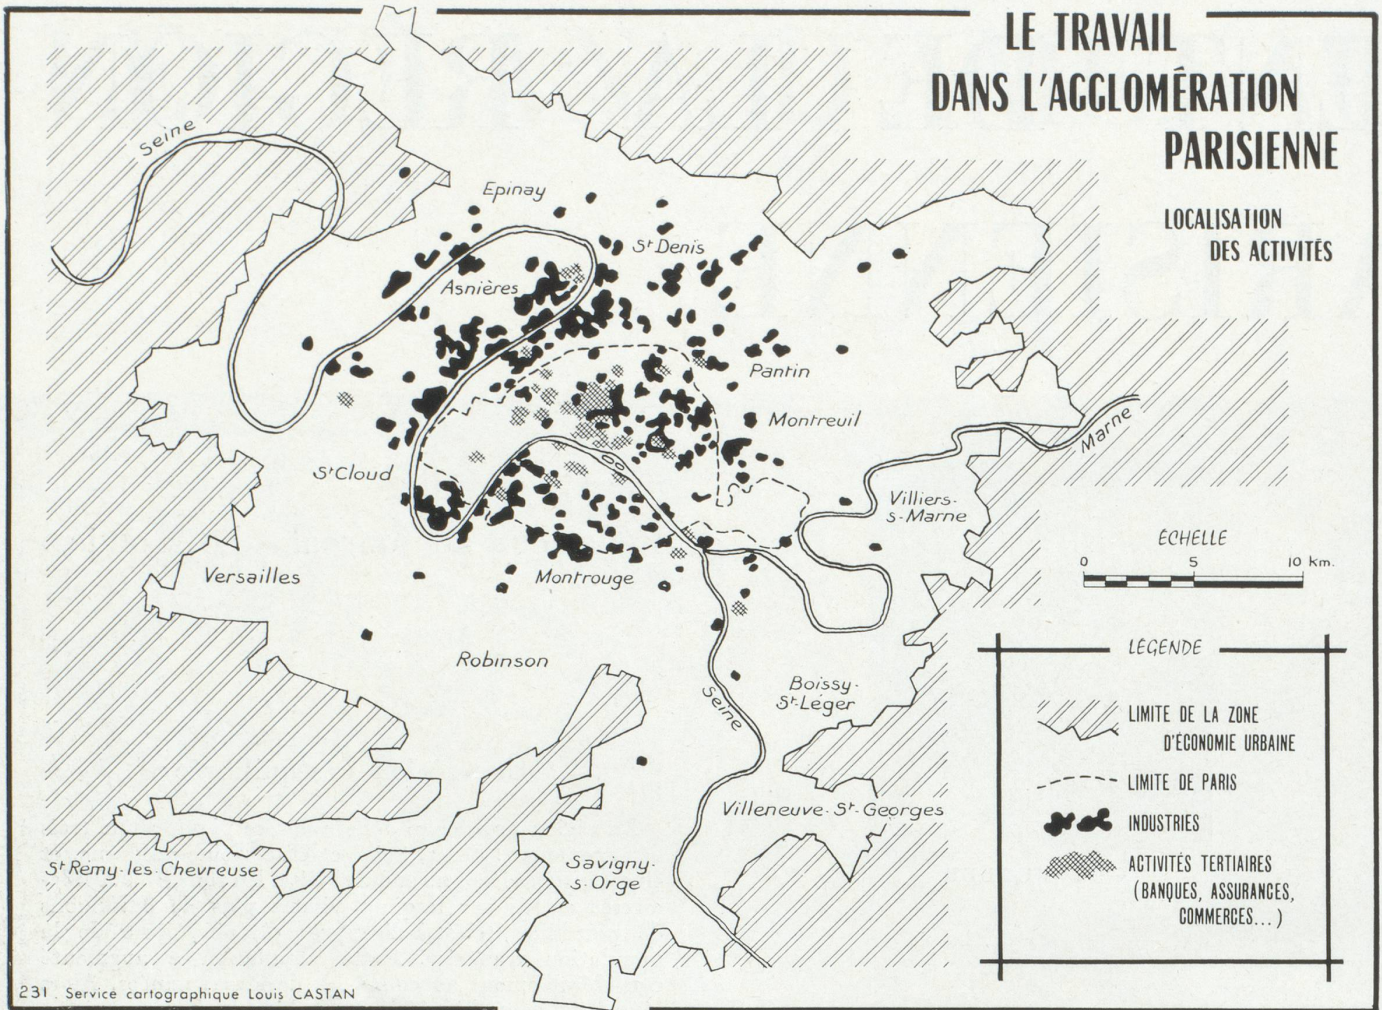 LE TRAVAIL
DANS L'AGGLOMÉRATION
PARISIENNE
LOCALISATION
DES ACTIVITÉS
Seine
Epinay
St Denis
Asnières
Pantin
Montreuil
Marne
St Cloud
Villiers-
s-Marne
Versailles
Montrouge
Robinson
Boissy-
St-Léger
Seine
Villeneuve-St-Georges
St Rémy-les-Chevreuse
Savigny-
s-Orge
ÉCHELLE
0 5 10 km.
LÉGENDE
LIMITE DE LA ZONE
D'ÉCONOMIE URBAINE
LIMITE DE PARIS
INDUSTRIES
ACTIVITÉS TERTIAIRES
(BANQUES, ASSURANCES,
COMMERCES...)
231. Service cartographique Louis CASTAN